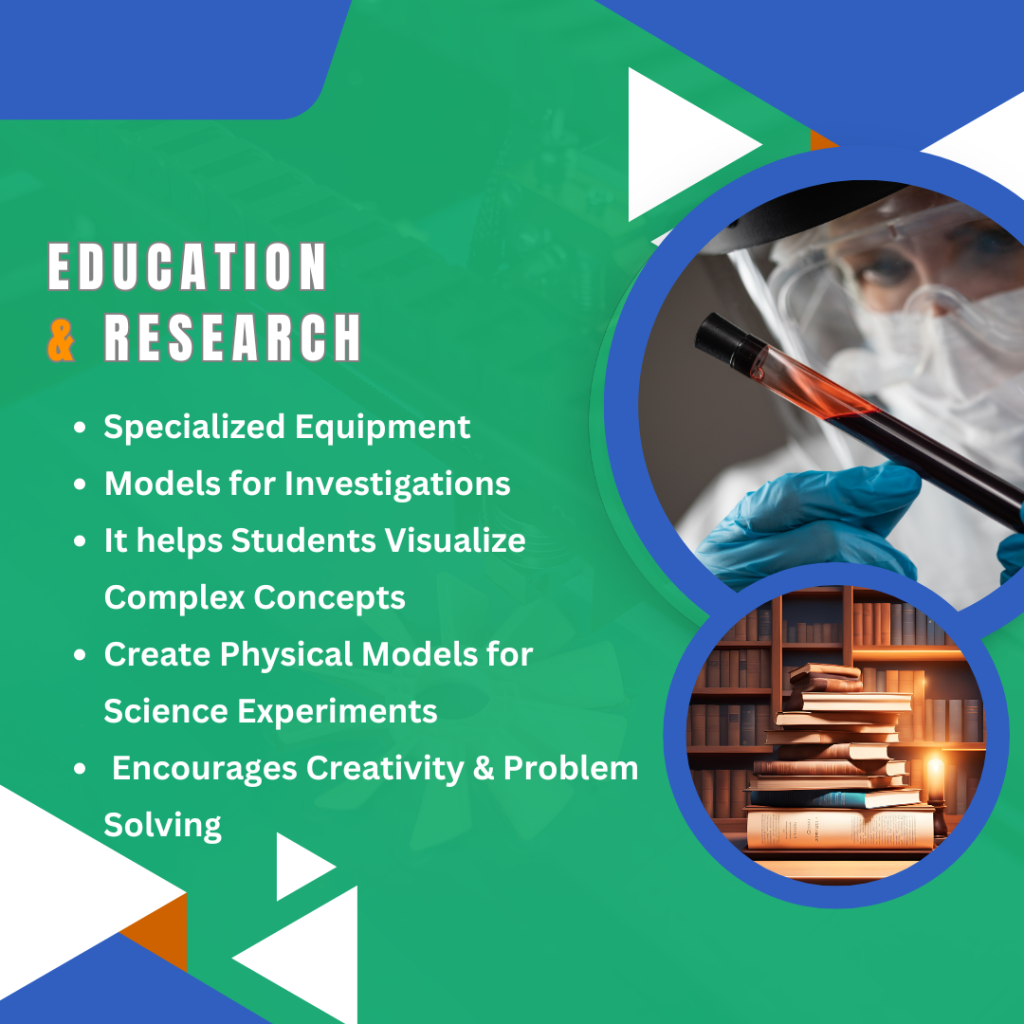 EDUCATION
& RESEARCH
• Specialized Equipment
• Models for Investigations
• It helps Students Visualize
Complex Concepts
• Create Physical Models for
Science Experiments
• Encourages Creativity & Problem
Solving